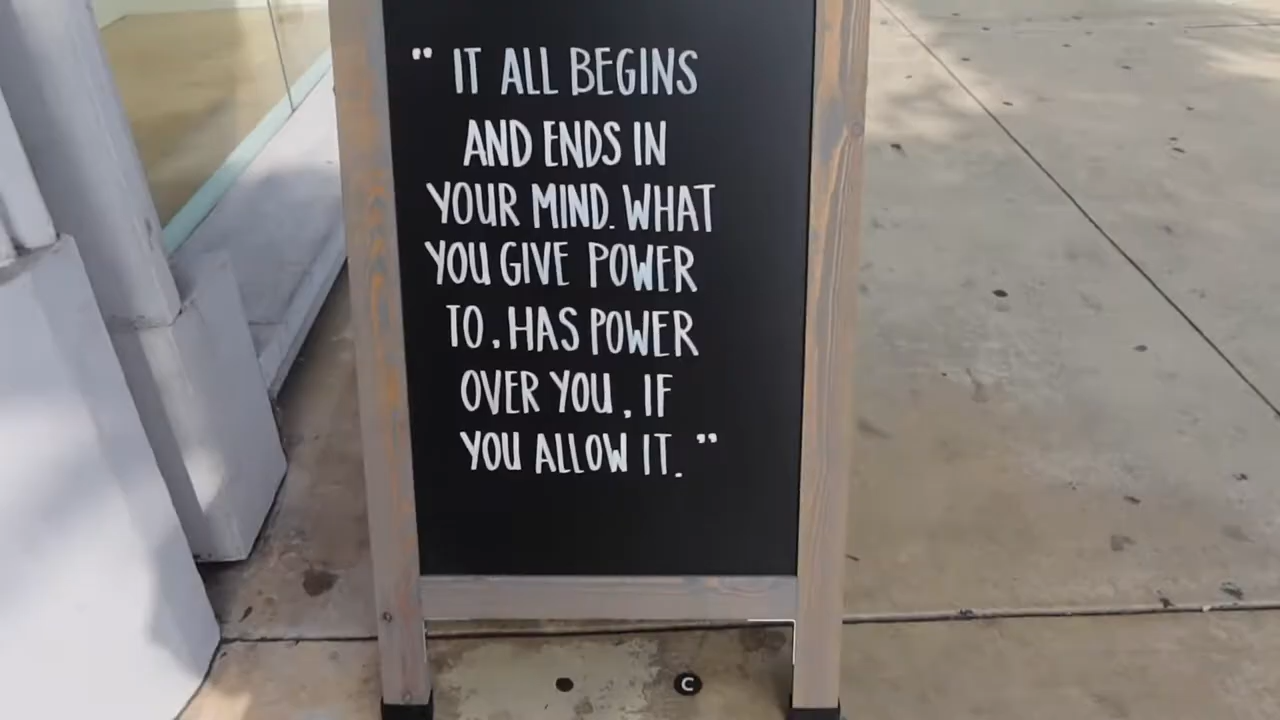 " IT ALL BEGINS
AND ENDS IN
YOUR MIND. WHAT
YOU GIVE POWER
TO. HAS POWER
OVER YOU, IF
YOU ALLOW IT. "
C